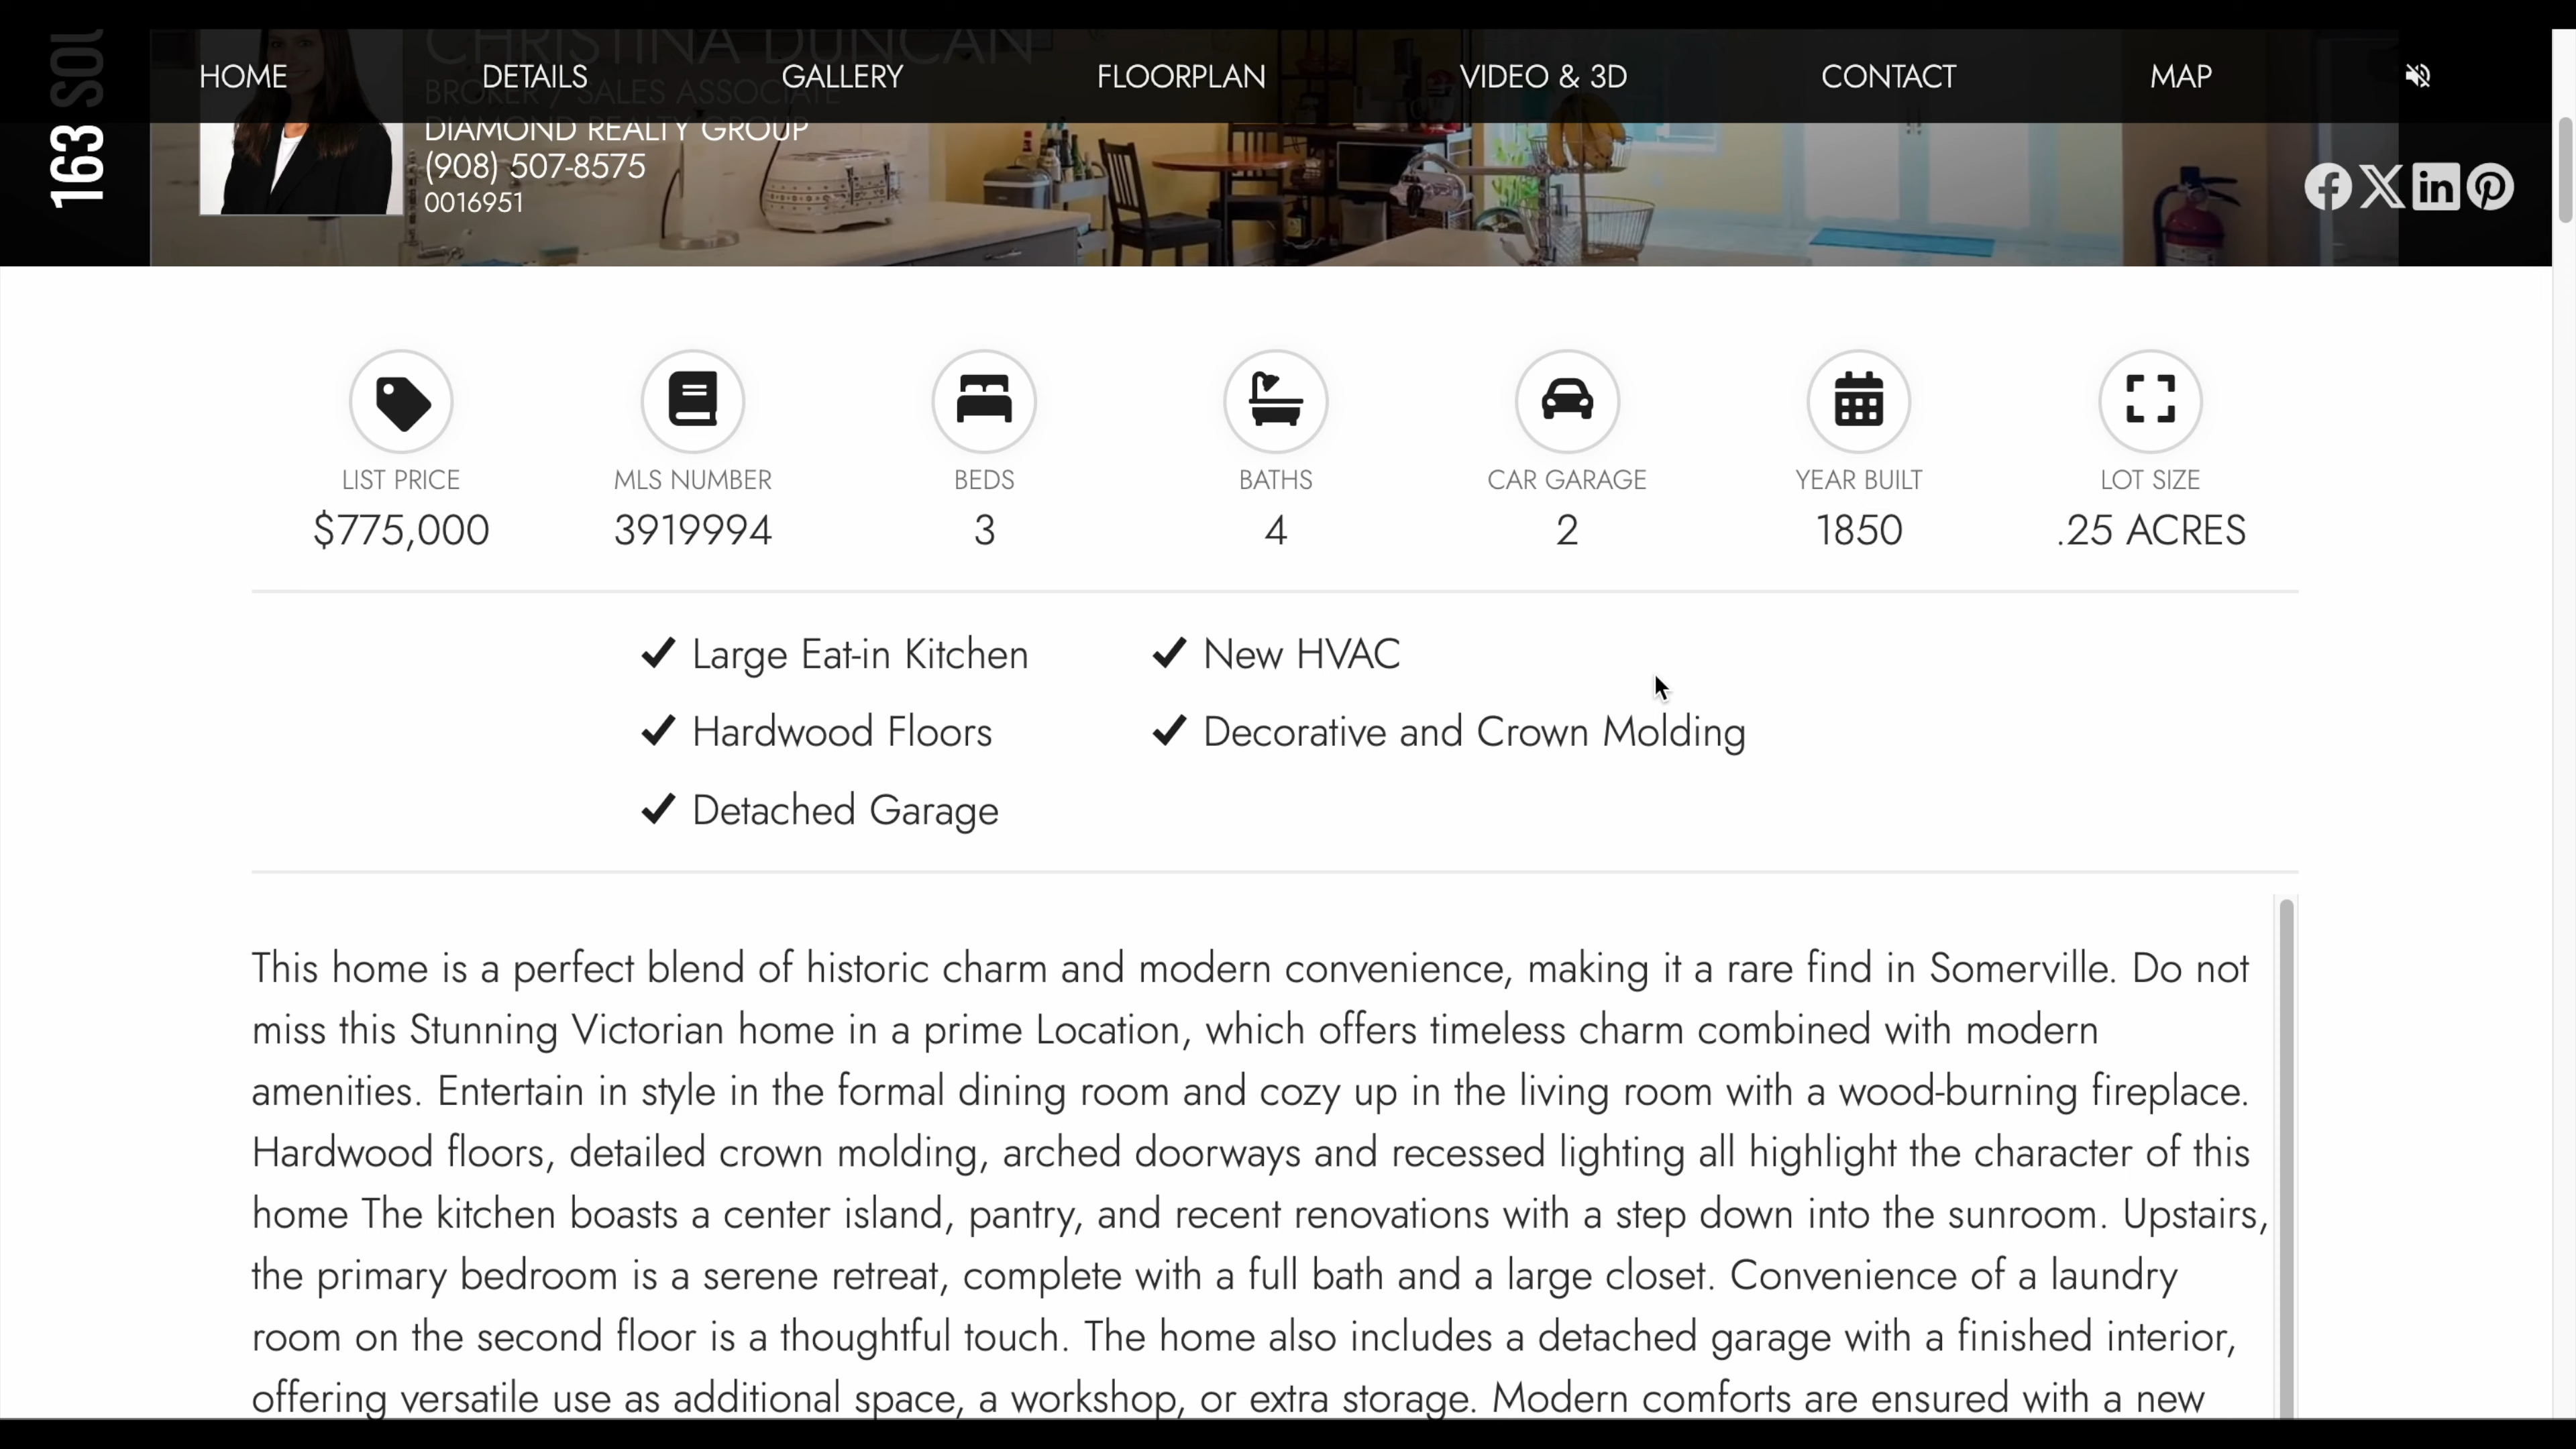 163 SOU
CHRISTINA DUNCAN
BROKER / SALES ASSOCIATE
HOME DETAILS GALLERY FLOORPLAN VIDEO & 3D CONTACT MAP
DIAMOND REALTY GROUP
(908) 507-8575
0016951
LIST PRICE MLS NUMBER BEDS BATHS CAR GARAGE YEAR BUILT LOT SIZE
$775,000 3919994 3 4 2 1850 .25 ACRES
Large Eat-in Kitchen New HVAC
Hardwood Floors Decorative and Crown Molding
Detached Garage
This home is a perfect blend of historic charm and modern convenience, making it a rare find in Somerville. Do not
miss this Stunning Victorian home in a prime Location, which offers timeless charm combined with modern
amenities. Entertain in style in the formal dining room and cozy up in the living room with a wood-burning fireplace.
Hardwood floors, detailed crown molding, arched doorways and recessed lighting all highlight the character of this
home The kitchen boasts a center island, pantry, and recent renovations with a step down into the sunroom. Upstairs,
the primary bedroom is a serene retreat, complete with a full bath and a large closet. Convenience of a laundry
room on the second floor is a thoughtful touch. The home also includes a detached garage with a finished interior,
offering versatile use as additional space, a workshop, or extra storage. Modern comforts are ensured with a new